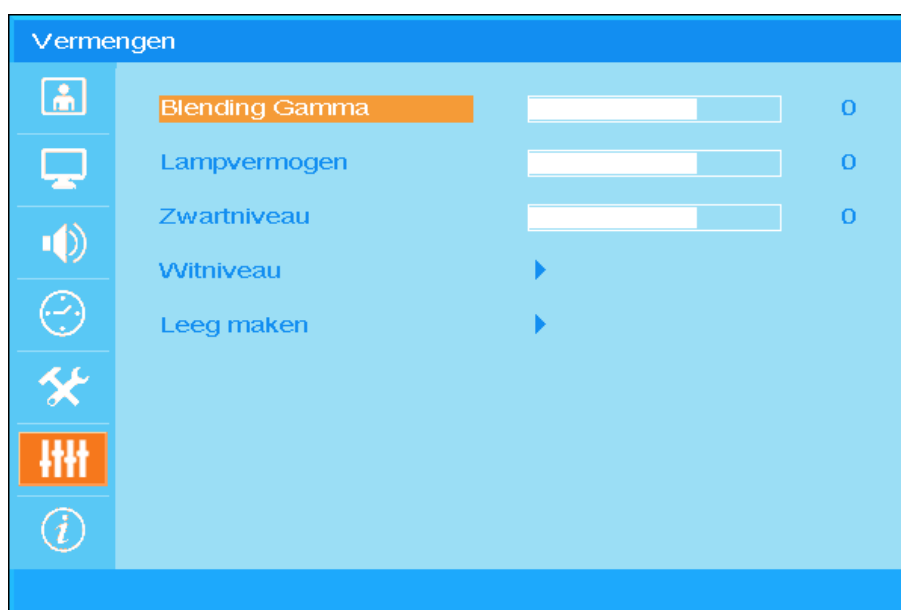 Vermengen
Blending Gamma 0
Lampvermogen 0
Zwartniveau 0
Witniveau
Leeg maken